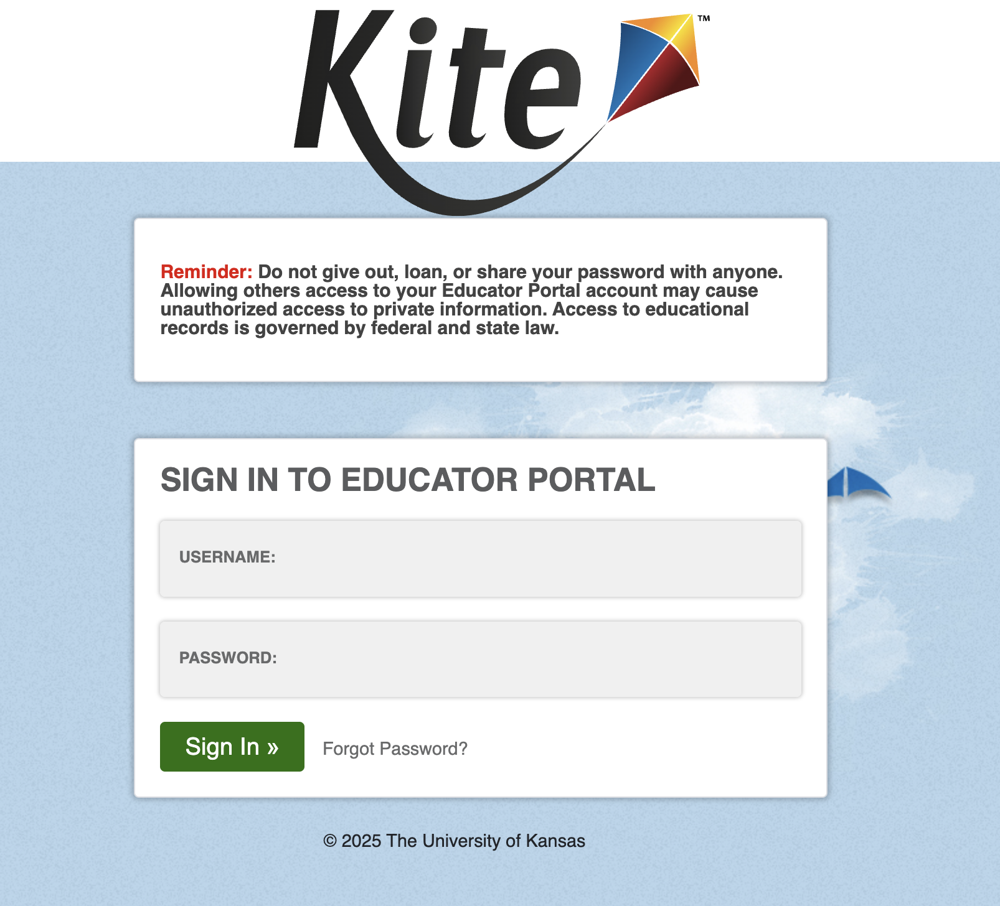 Kite™
Reminder: Do not give out, loan, or share your password with anyone.
Allowing others access to your Educator Portal account may cause
unauthorized access to private information. Access to educational
records is governed by federal and state law.
SIGN IN TO EDUCATOR PORTAL
USERNAME:
PASSWORD:
Sign In »
Forgot Password?
© 2025 The University of Kansas